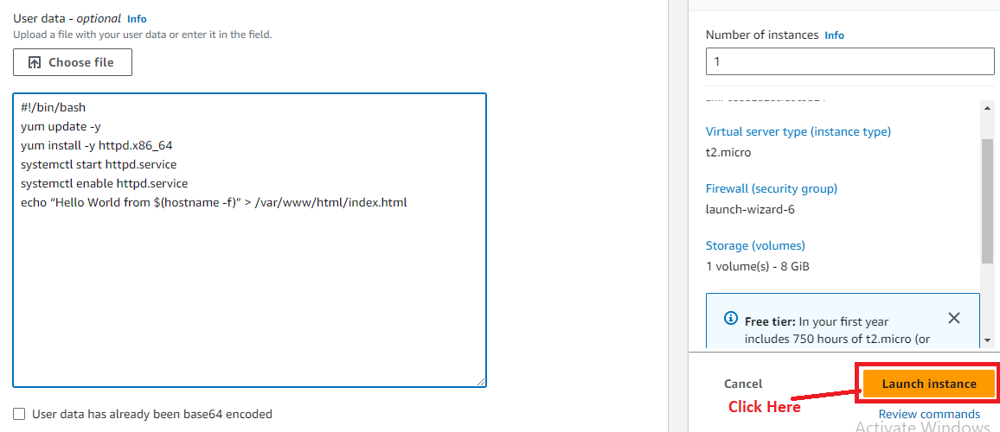 User data - optional Info
Upload a file with your user data or enter it in the field.
Choose file
#!/bin/bash
yum update -y
yum install -y httpd.x86_64
systemctl start httpd.service
systemctl enable httpd.service
echo “Hello World from $(hostname -f)” > /var/www/html/index.html
User data has already been base64 encoded
Number of instances Info
1
Virtual server type (instance type)
t2.micro
Firewall (security group)
launch-wizard-6
Storage (volumes)
1 volume(s) - 8 GiB
Free tier: In your first year
includes 750 hours of t2.micro (or
Cancel
Launch instance
Click Here
Review commands
Activate Windows